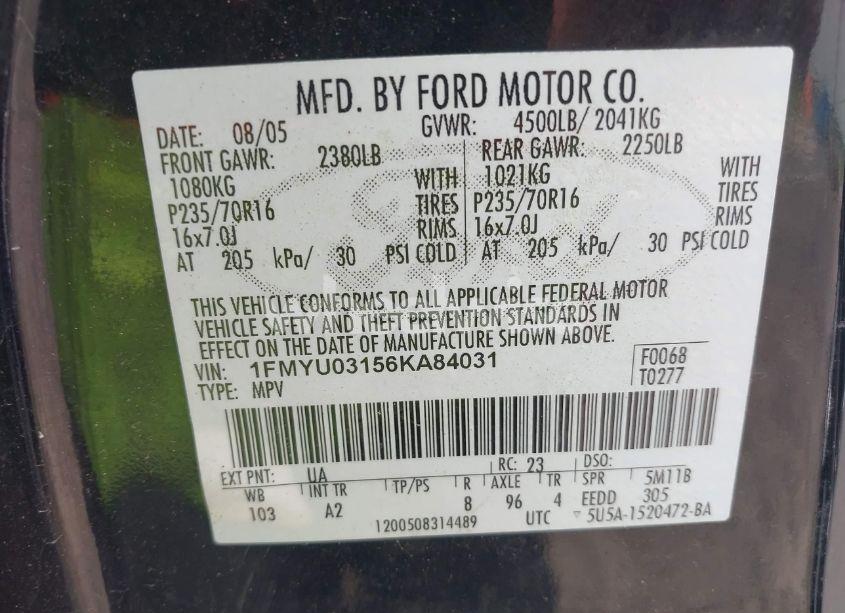 MFD. BY FORD MOTOR CO.
DATE: 08/05 GVWR: 4500LB/ 2041KG
FRONT GAWR: 2380LB REAR GAWR: 2250LB
1080KG WITH 1021KG WITH
P235/70R16 TIRES P235/70R16 TIRES
16x7.0J RIMS 16x7.0J RIMS
AT 205 kPa/ 30 PSI COLD AT 205 kPa/ 30 PSI COLD
THIS VEHICLE CONFORMS TO ALL APPLICABLE FEDERAL MOTOR
VEHICLE SAFETY AND THEFT PREVENTION STANDARDS IN
EFFECT ON THE DATE OF MANUFACTURE SHOWN ABOVE.
VIN: 1FMYU03156KA84031 F0068
TYPE: MPV T0277
EXT PNT: UA RC: 23 DSO:
WB INT TR TP/PS R AXLE TR SPR 5M11B
103 A2 8 96 4 EEDD 305
1200508314489 UTC 5U5A-1520472-BA